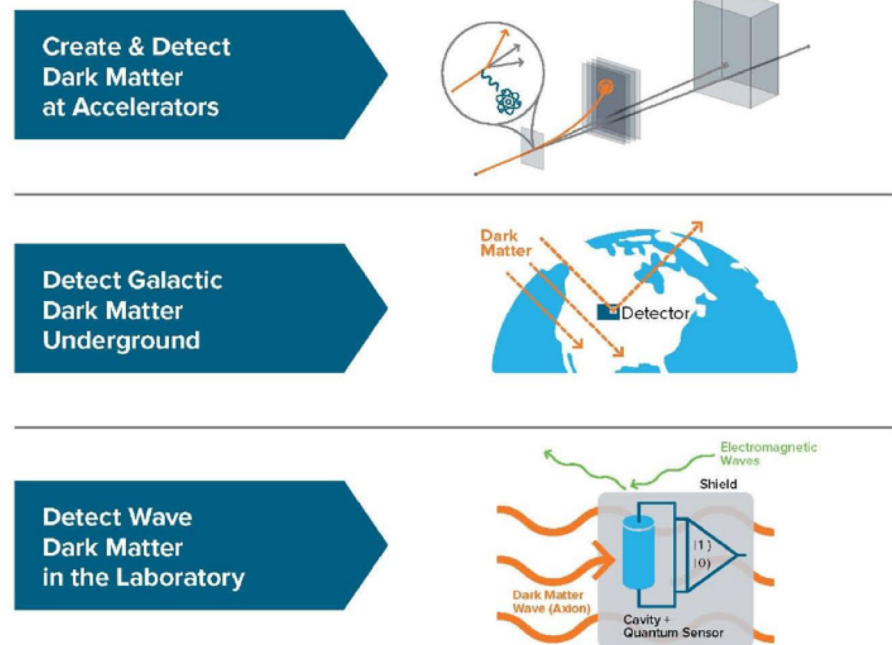 Create & Detect
Dark Matter
at Accelerators
Detect Galactic
Dark Matter
Underground
Dark
Matter
Detector
Detect Wave
Dark Matter
in the Laboratory
Electromagnetic
Waves
Shield
|1⟩
|0⟩
Dark Matter
Wave (Axion)
Cavity +
Quantum Sensor